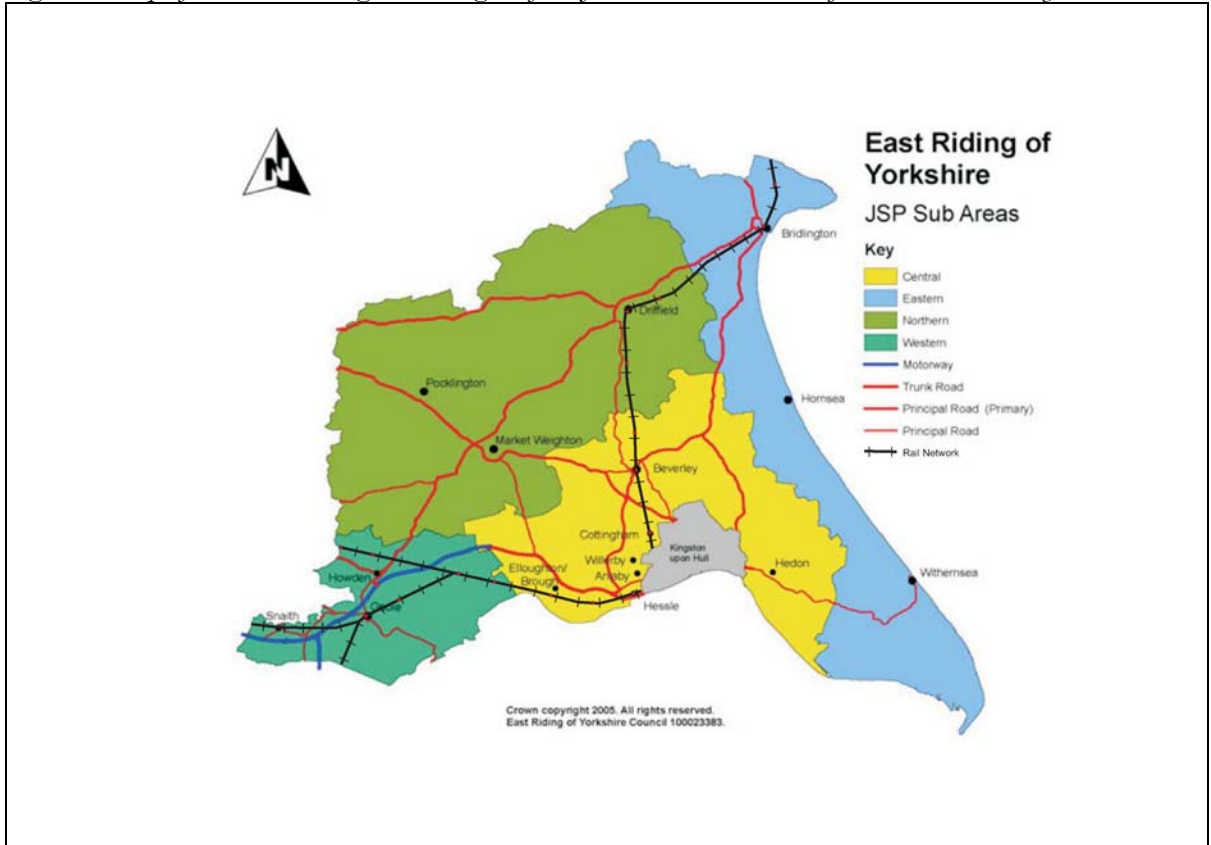 N
East Riding of
Yorkshire
JSP Sub Areas
Key
Central
Eastern
Northern
Western
Motorway
Trunk Road
Principal Road (Primary)
Principal Road
Rail Network
Bridlington
Driffield
Pocklington
Hornsea
Market Weighton
Beverley
Cottingham
Kingston
upon Hull
Willerby
Anlaby
Elloughton/
Brough
Hedon
Howden
Withernsea
Hessle
Goole
Snaith
Crown copyright 2005. All rights reserved.
East Riding of Yorkshire Council 100023383.